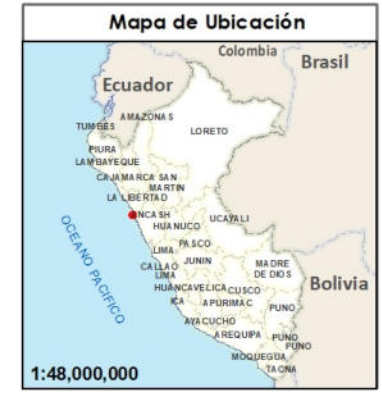 Mapa de Ubicación
Colombia
Brasil
Ecuador
AMAZONAS
TUMBES
LORETO
PIURA
LAMBAYEQUE
CAJAMARCA SAN
MARTIN
LA LIBERTAD
NCASH
UCAYALI
HUANUCO
PASCO
LIMA
JUNIN
MADRE
DE DIOS
CALLAO
LIMA
OCEANO PACIFICO
HUANCAVELICA CUSCO
Bolivia
ICA
APURIMAC
PUNO
AYACUCHO
AREQUIPA
PUNO
PUNO
MOQUEGUA
TACNA
1:48,000,000